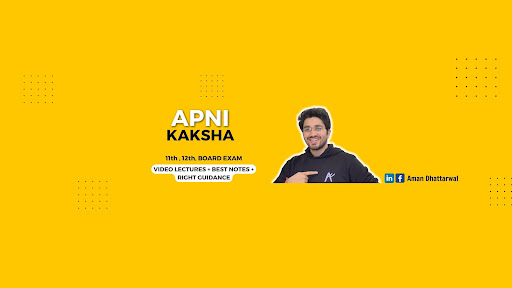 APNI
KAKSHA
11th, 12th, BOARD EXAM
VIDEO LECTURES + BEST NOTES +
RIGHT GUIDANCE
in f Aman Dhattarwal